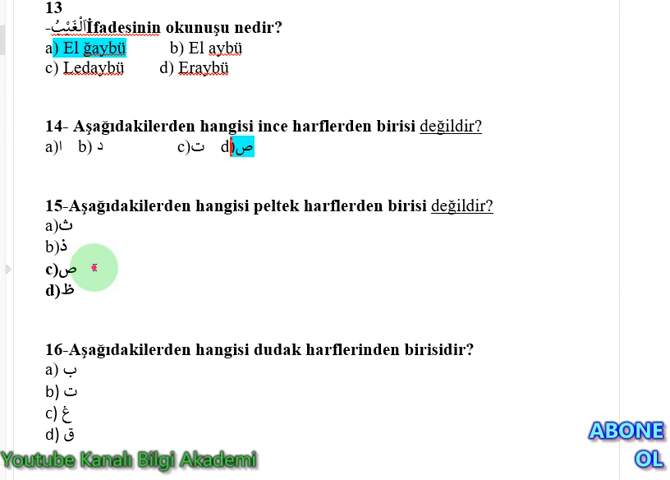 13
-اَلْغَيْبُ İfadesinin okunuşu nedir?
a) El ğaybü b) El aybü
c) Ledaybü d) Eraybü
14- Aşağıdakilerden hangisi ince harflerden birisi değildir?
a)ا b) د c)ت d)ص
15-Aşağıdakilerden hangisi peltek harflerden birisi değildir?
a)ث
b)ذ
c)ص
d)ظ
16-Aşağıdakilerden hangisi dudak harflerinden birisidir?
a) ب
b) ت
c) غ
d) ق
Youtube Kanalı Bilgi Akademi
ABONE
OL